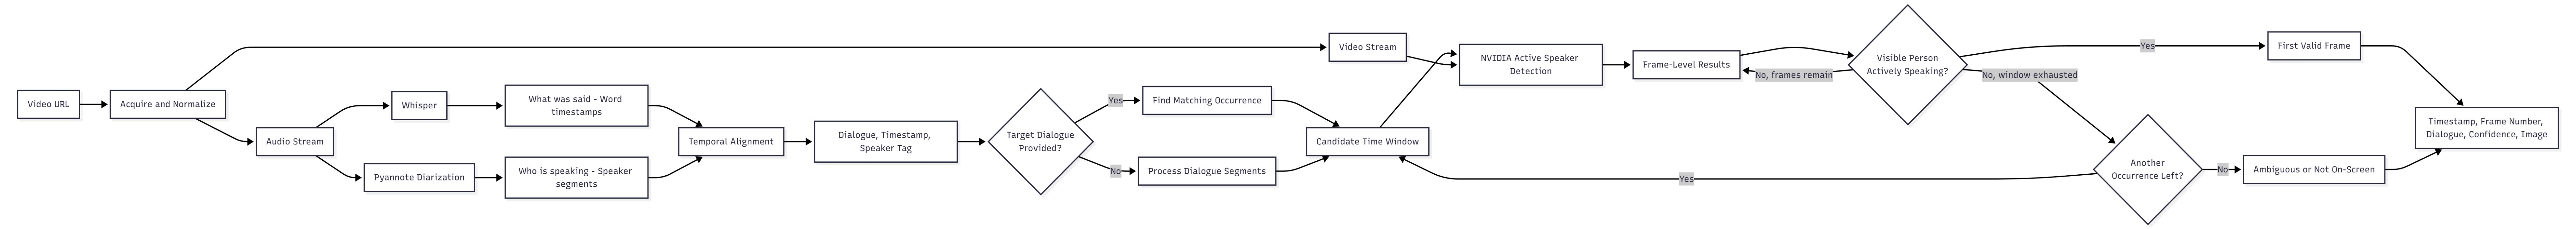 Video URL
Acquire and Normalize
Audio Stream
Whisper
Pyannote Diarization
What was said - Word
timestamps
Who is speaking - Speaker
segments
Temporal Alignment
Dialogue, Timestamp,
Speaker Tag
Target Dialogue
Provided?
Yes
No
Find Matching Occurrence
Process Dialogue Segments
Video Stream
Candidate Time Window
NVIDIA Active Speaker
Detection
Frame-Level Results
No, frames remain
Visible Person
Actively Speaking?
Yes
No, window exhausted
Another
Occurrence Left?
Yes
No
First Valid Frame
Ambiguous or Not On-Screen
Timestamp, Frame Number,
Dialogue, Confidence, Image